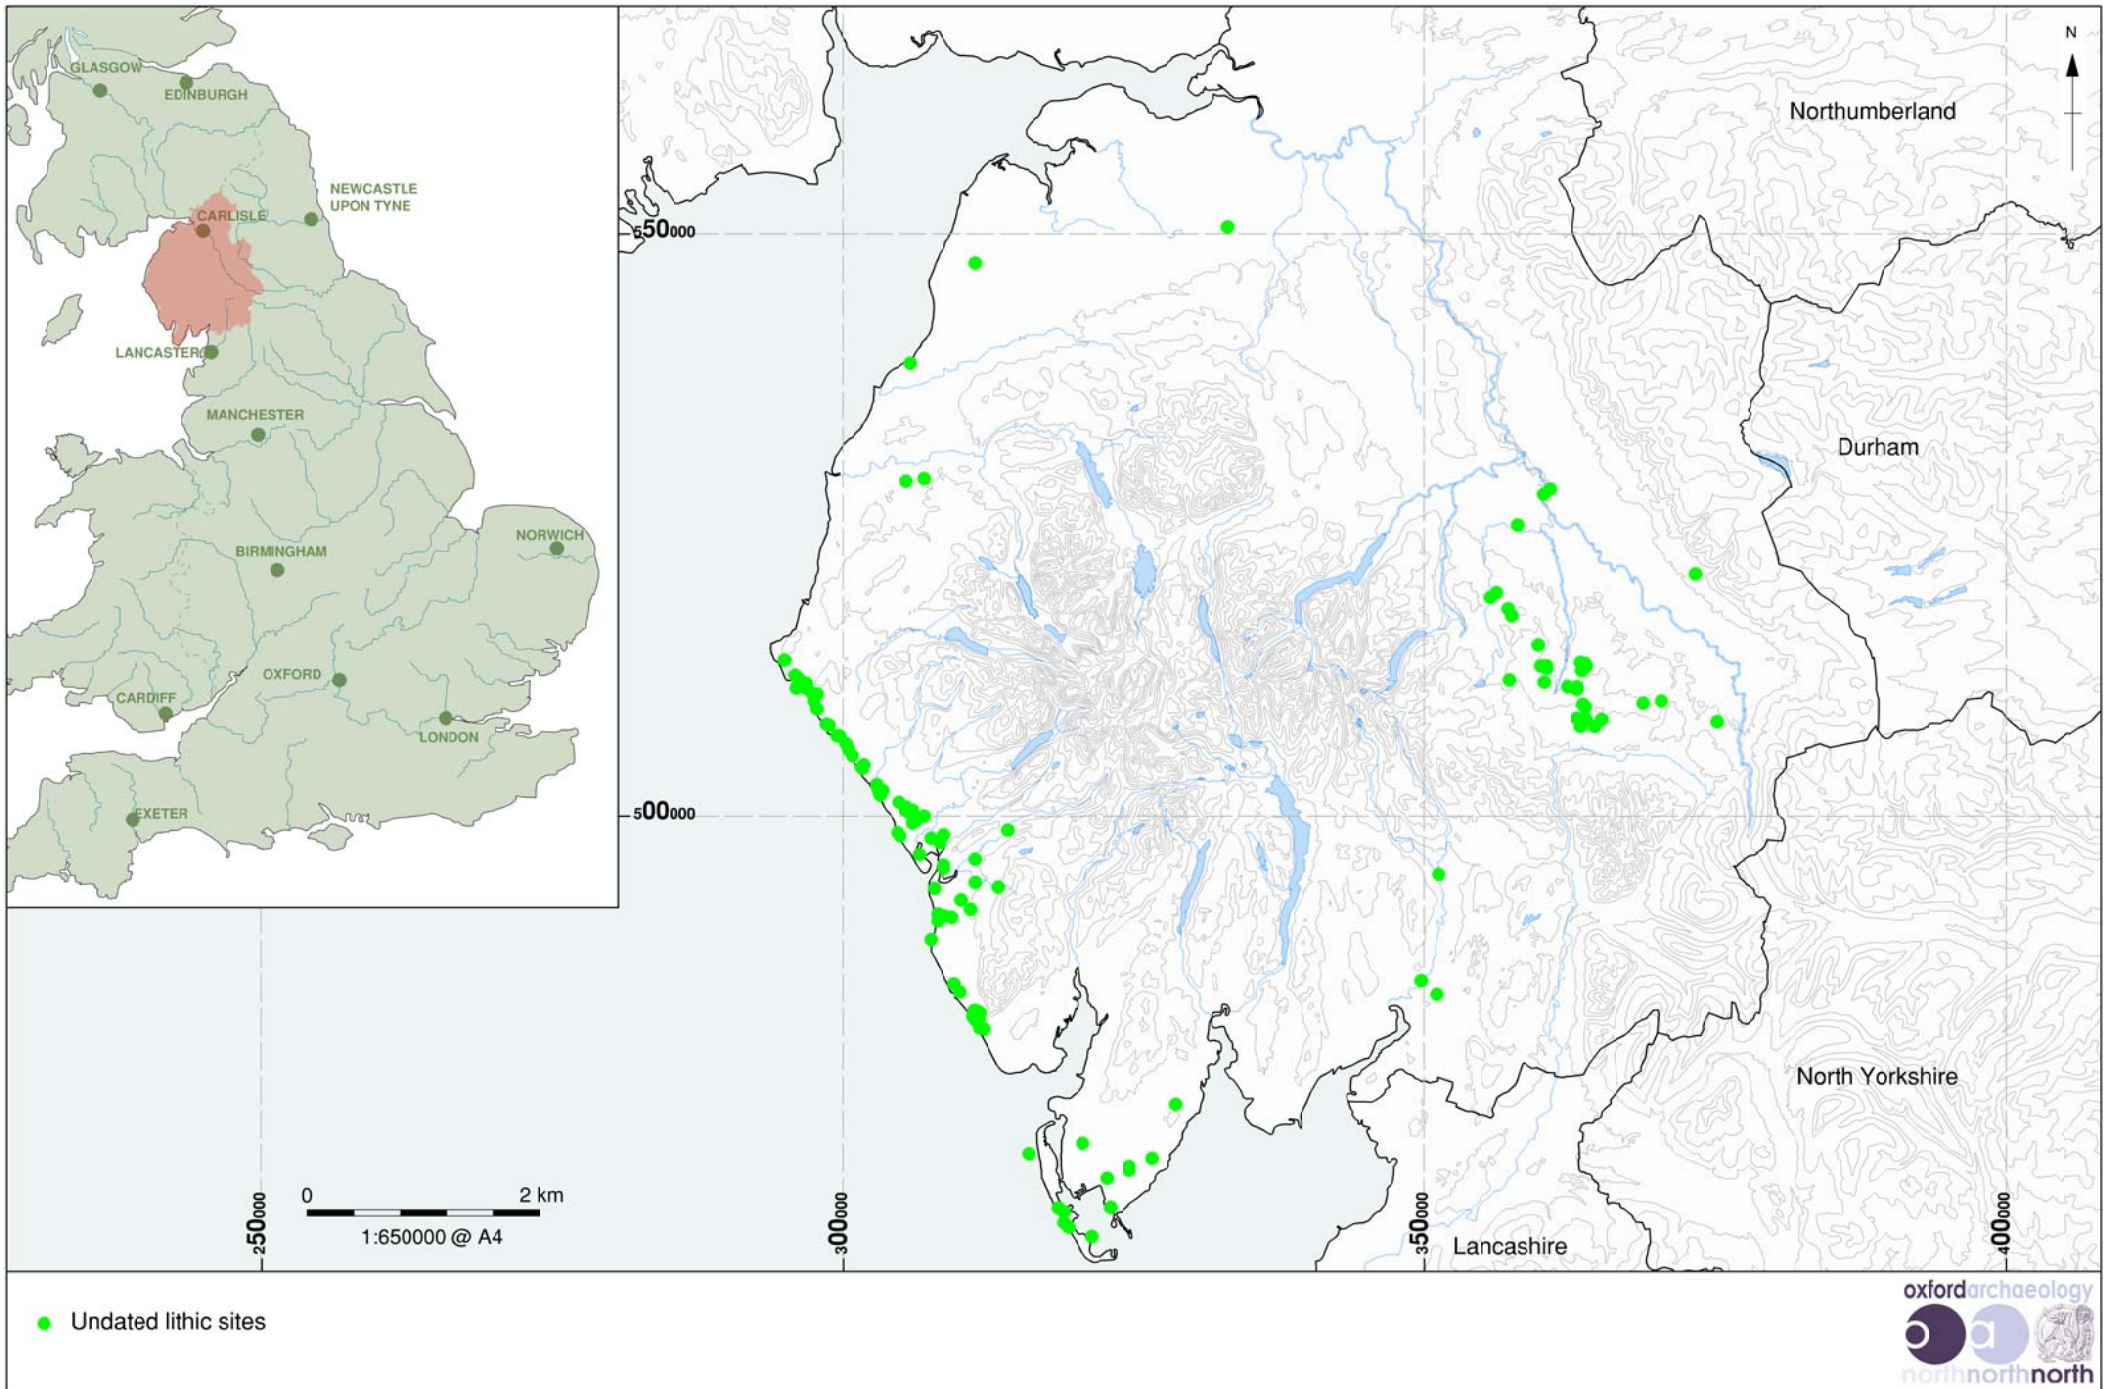 GLASGOW
EDINBURGH
NEWCASTLE
UPON TYNE
CARLISLE
LANCASTER
MANCHESTER
BIRMINGHAM
NORWICH
OXFORD
CARDIFF
LONDON
EXETER
N
Northumberland
Durham
North Yorkshire
Lancashire
550000
500000
250000
300000
350000
400000
0 2 km
1:650000 @ A4
Undated lithic sites
oxfordarchaeology
oa
northnorthnorth